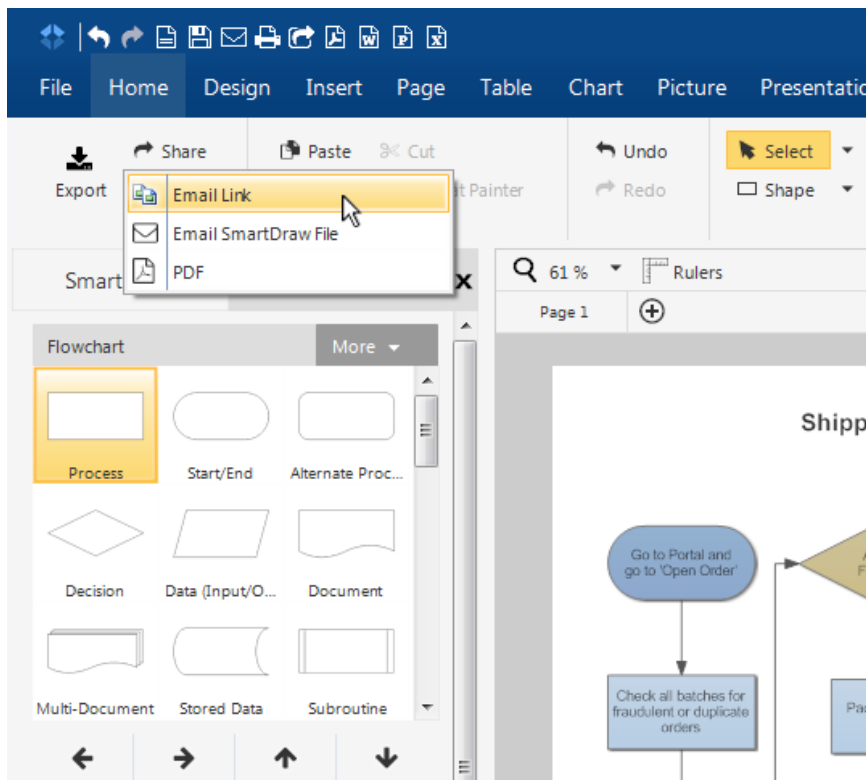 File Home Design Insert Page Table Chart Picture
Export Share Paste Cut Undo Select
Redo Shape
Painter
Email Link
Email SmartDraw File
PDF
61 % Rulers
Page 1
Flowchart More
Process Start/End Alternate Proc...
Decision Data (Input/O... Document
Multi-Document Stored Data Subroutine
Go to Portal and
go to 'Open Order'
Check all batches for
fraudulent or duplicate
orders